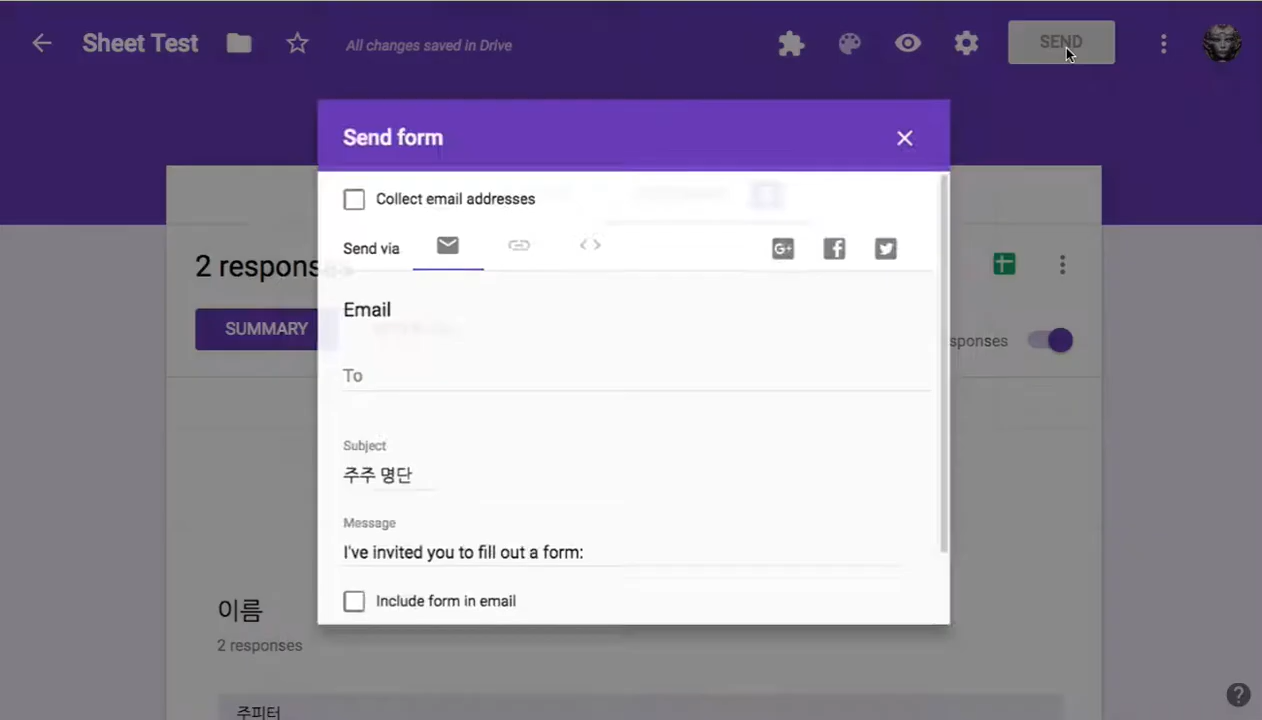 Sheet Test
All changes saved in Drive
SEND
Send form
Collect email addresses
Send via
G+
Email
To
Subject
주주 명단
Message
I've invited you to fill out a form:
Include form in email
2 respons
SUMMARY
sponses
이름
2 responses
주피터